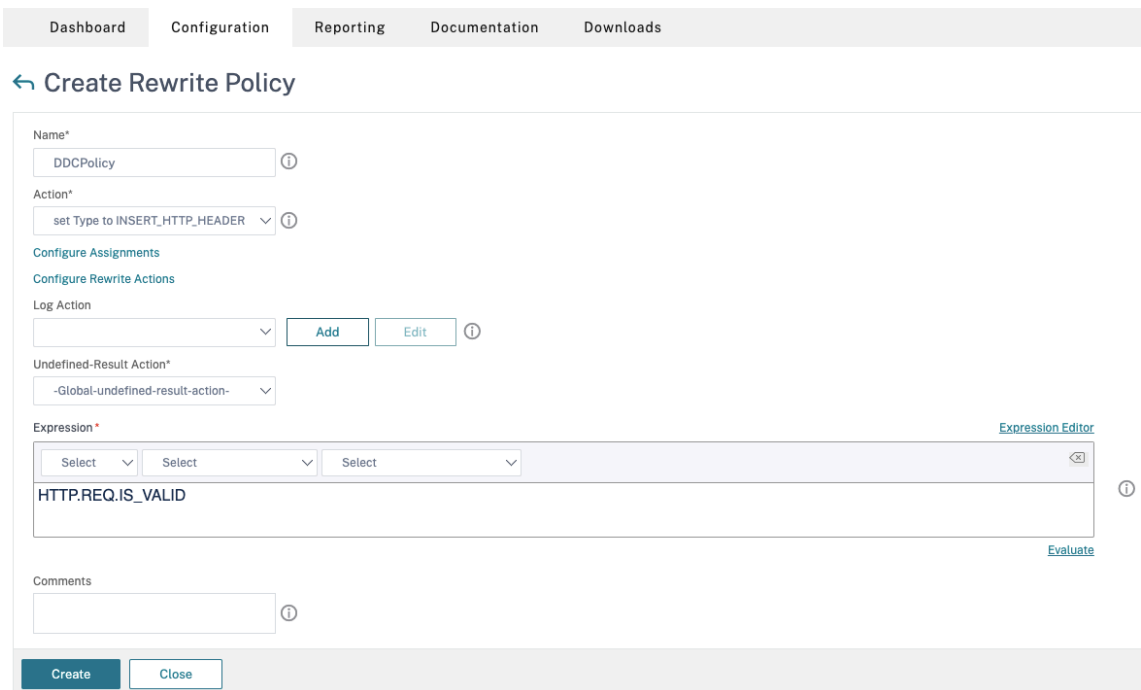 Dashboard Configuration Reporting Documentation Downloads
Create Rewrite Policy
Name*
DDCPolicy
Action*
set Type to INSERT_HTTP_HEADER
Configure Assignments
Configure Rewrite Actions
Log Action
Add Edit
Undefined-Result Action*
-Global-undefined-result-action-
Expression* Expression Editor
Select Select Select
HTTP.REQ.IS_VALID
Evaluate
Comments
Create Close